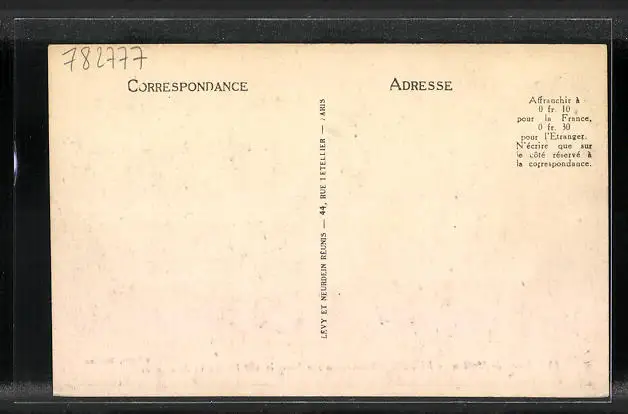 782777
CORRESPONDANCE
ADRESSE
Affranchir à
0 fr. 10
pour la France,
0 fr. 30
pour l'Etranger.
N'écrire que sur
le côté réservé à
la correspondance.
LÉVY ET NEURDEIN RÉUNIS — 44, RUE LETELLIER — PARIS